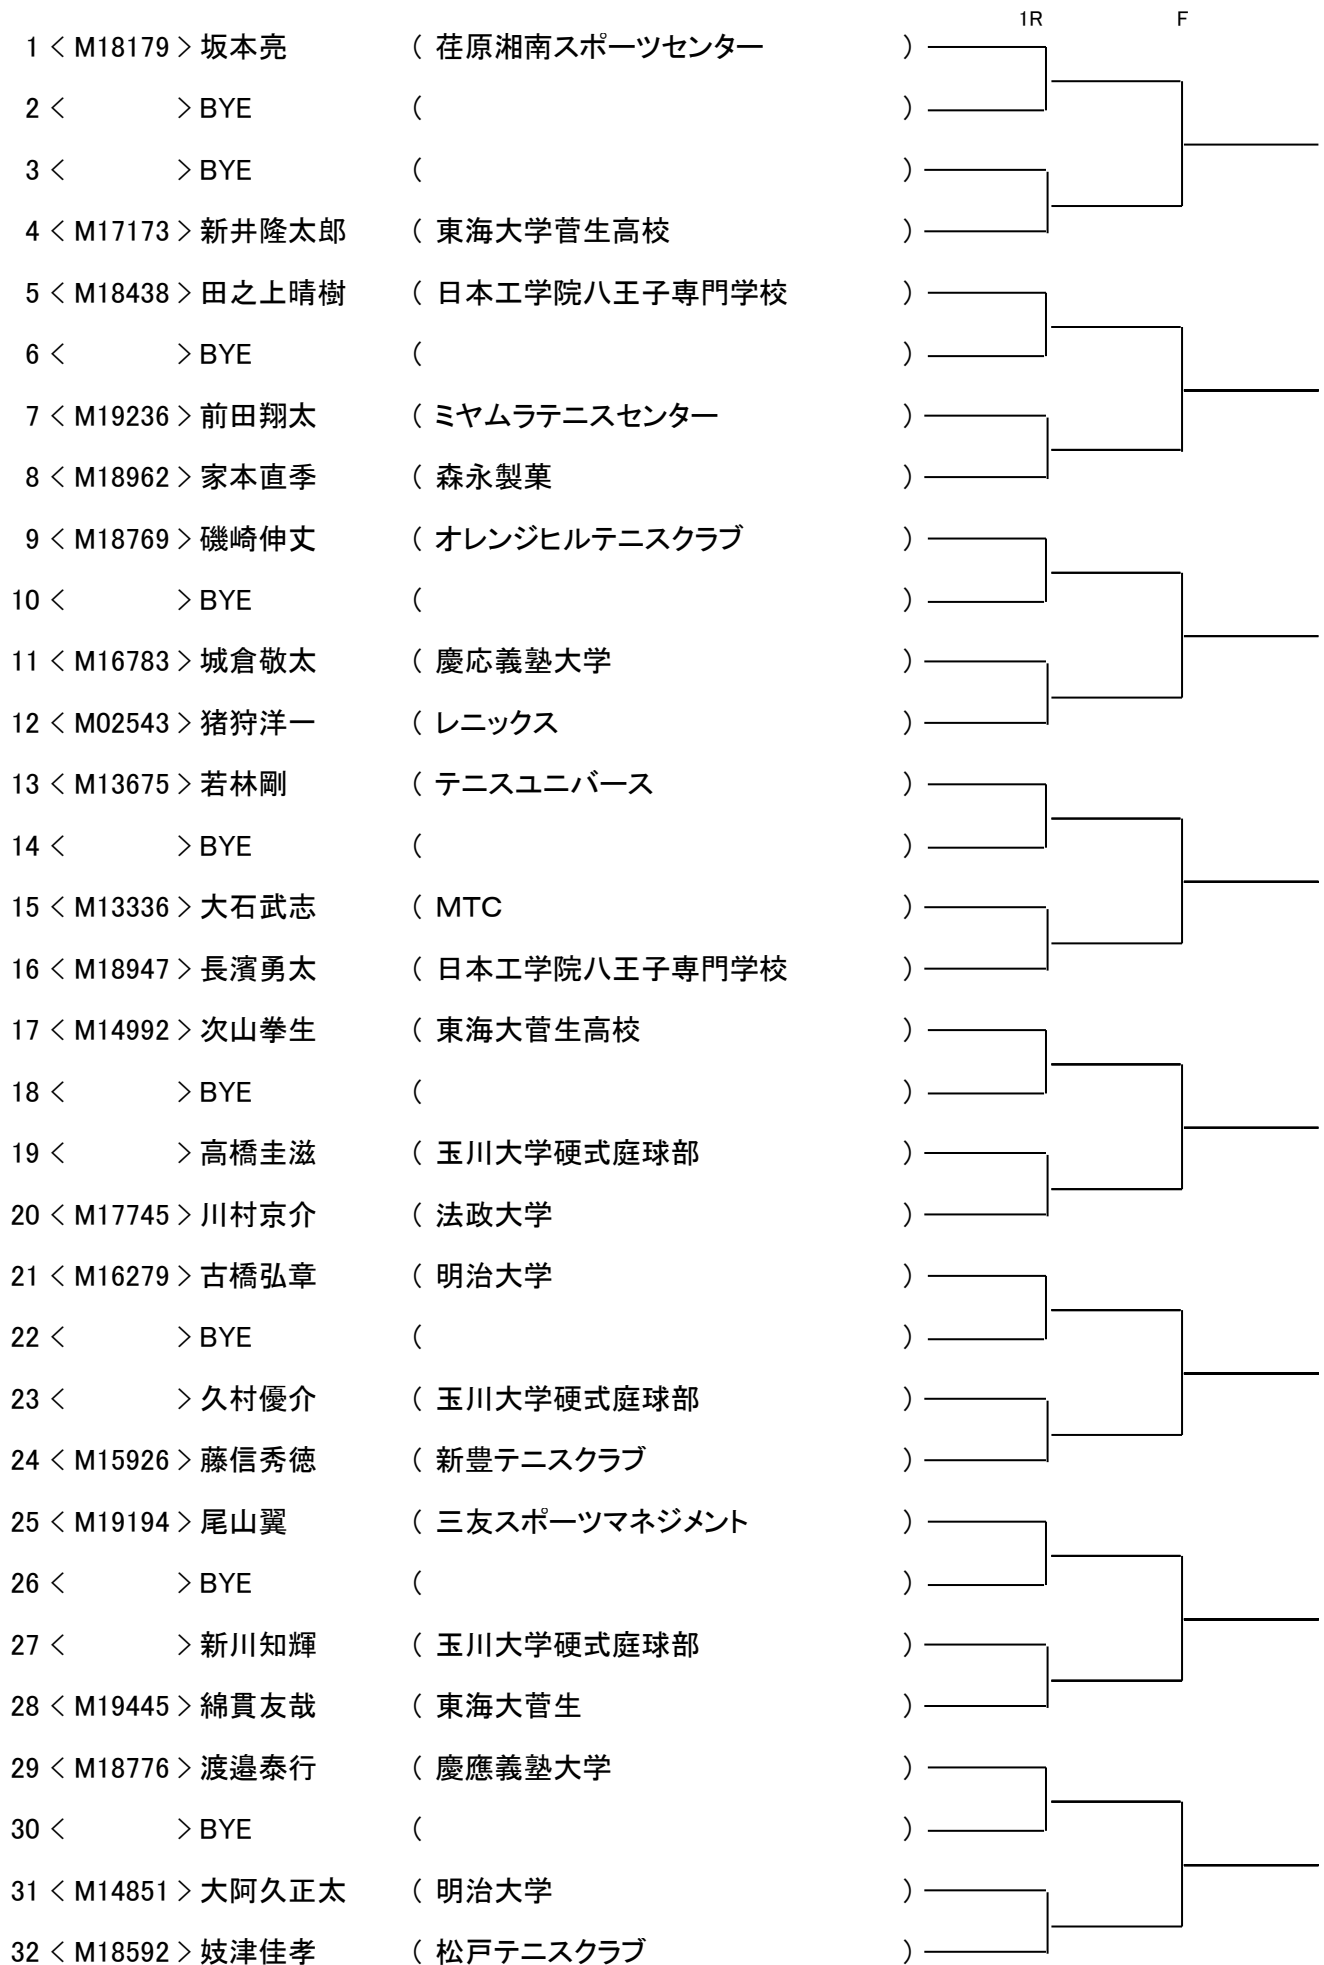 1R F
1 < M18179 > 坂本亮 ( 荏原湘南スポーツセンター )
2 < > BYE ( )
3 < > BYE ( )
4 < M17173 > 新井隆太郎 ( 東海大学菅生高校 )
5 < M18438 > 田之上晴樹 ( 日本工学院八王子専門学校 )
6 < > BYE ( )
7 < M19236 > 前田翔太 ( ミヤムラテニスセンター )
8 < M18962 > 家本直季 ( 森永製菓 )
9 < M18769 > 磯崎伸丈 ( オレンジヒルテニスクラブ )
10 < > BYE ( )
11 < M16783 > 城倉敬太 ( 慶応義塾大学 )
12 < M02543 > 猪狩洋一 ( レニックス )
13 < M13675 > 若林剛 ( テニスユニバース )
14 < > BYE ( )
15 < M13336 > 大石武志 ( MTC )
16 < M18947 > 長濱勇太 ( 日本工学院八王子専門学校 )
17 < M14992 > 次山拳生 ( 東海大菅生高校 )
18 < > BYE ( )
19 < > 高橋圭滋 ( 玉川大学硬式庭球部 )
20 < M17745 > 川村京介 ( 法政大学 )
21 < M16279 > 古橋弘章 ( 明治大学 )
22 < > BYE ( )
23 < > 久村優介 ( 玉川大学硬式庭球部 )
24 < M15926 > 藤信秀徳 ( 新豊テニスクラブ )
25 < M19194 > 尾山翼 ( 三友スポーツマネジメント )
26 < > BYE ( )
27 < > 新川知輝 ( 玉川大学硬式庭球部 )
28 < M19445 > 綿貫友哉 ( 東海大菅生 )
29 < M18776 > 渡邉泰行 ( 慶應義塾大学 )
30 < > BYE ( )
31 < M14851 > 大阿久正太 ( 明治大学 )
32 < M18592 > 妓津佳孝 ( 松戸テニスクラブ )